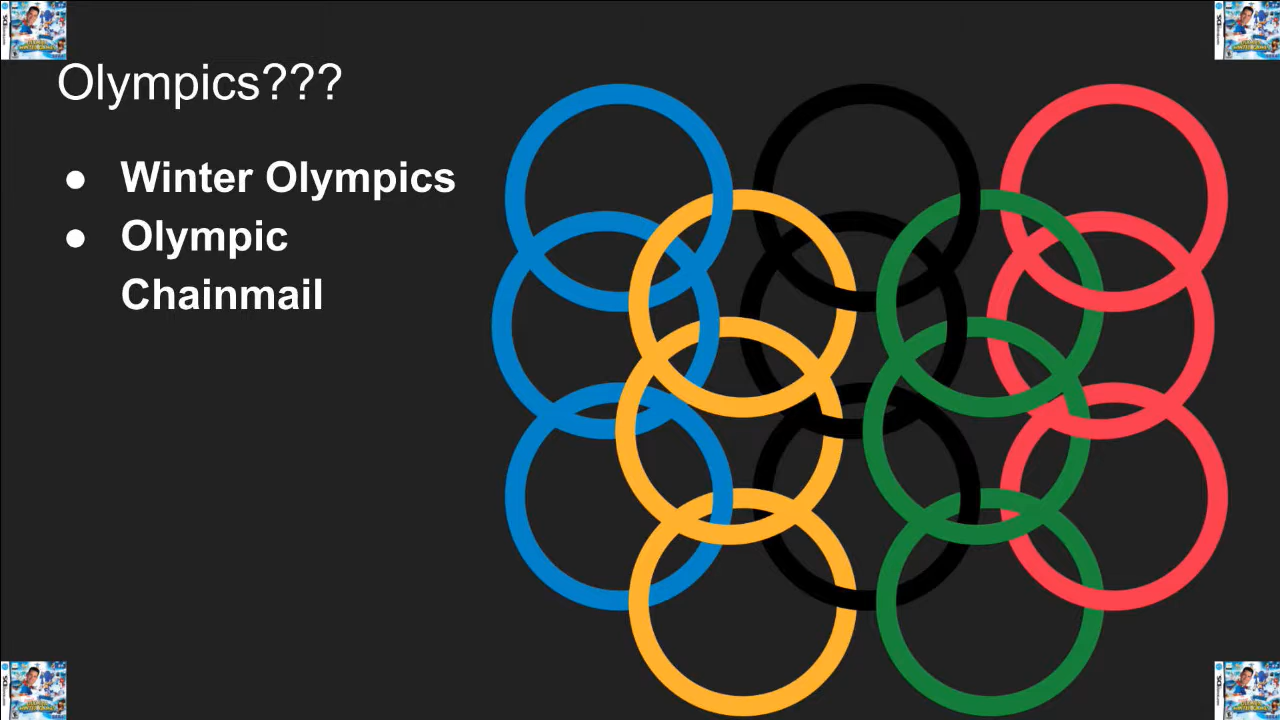 Olympics???
● Winter Olympics
● Olympic
Chainmail